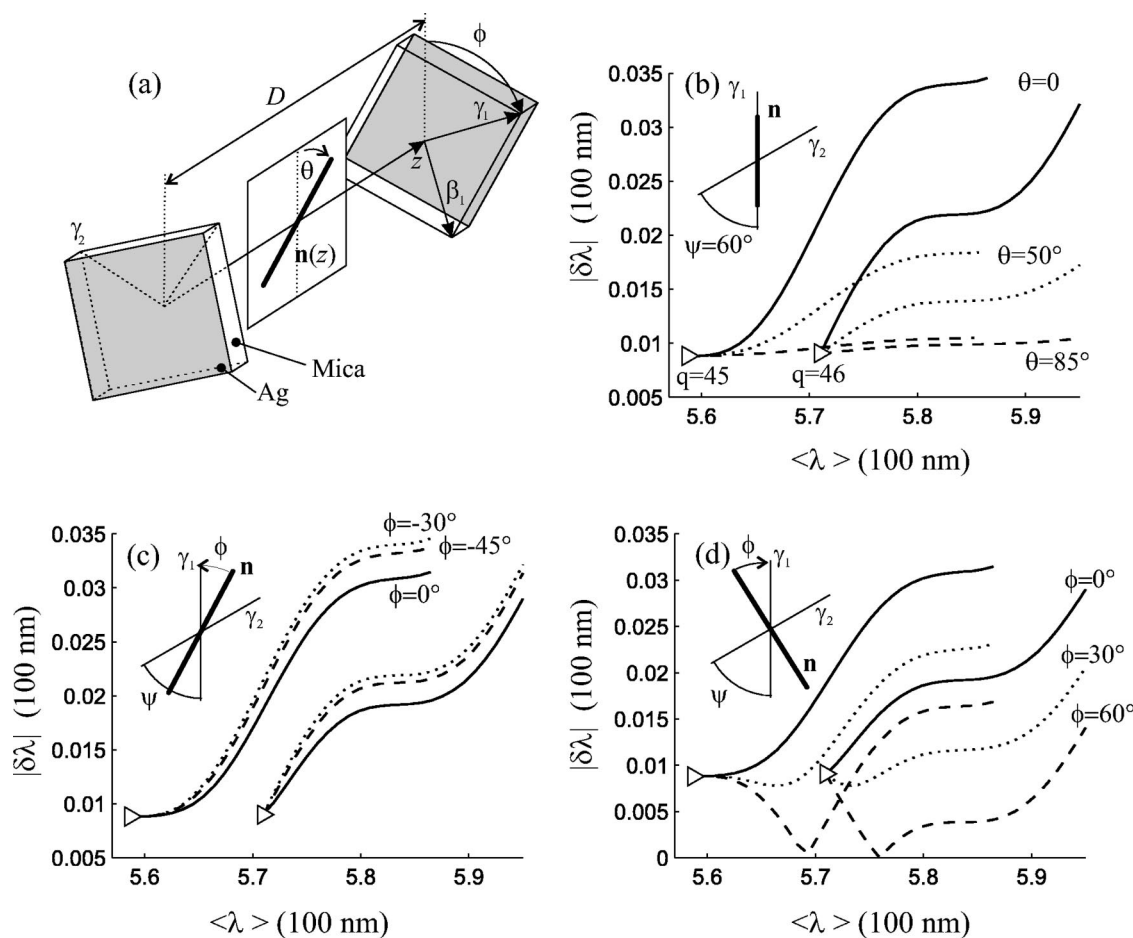 (a)
D
ϕ
γ₁
z
β₁
θ
n(z)
γ₂
Mica
Ag
(b)
|δλ| (100 nm)
0.035
0.03
0.025
0.02
0.015
0.01
0.005
γ₁
n
γ₂
ψ=60°
θ=0
θ=50°
θ=85°
q=45
q=46
5.6
5.7
5.8
5.9
<λ> (100 nm)
(c)
|δλ| (100 nm)
0.035
0.03
0.025
0.02
0.015
0.01
0.005
γ₁
ϕ
n
γ₂
ψ
ϕ=-30°
ϕ=-45°
ϕ=0°
5.6
5.7
5.8
5.9
<λ> (100 nm)
(d)
|δλ| (100 nm)
0.035
0.03
0.025
0.02
0.015
0.01
0.005
0
ϕ
γ₁
γ₂
n
ψ
ϕ=0°
ϕ=30°
ϕ=60°
5.6
5.7
5.8
5.9
<λ> (100 nm)